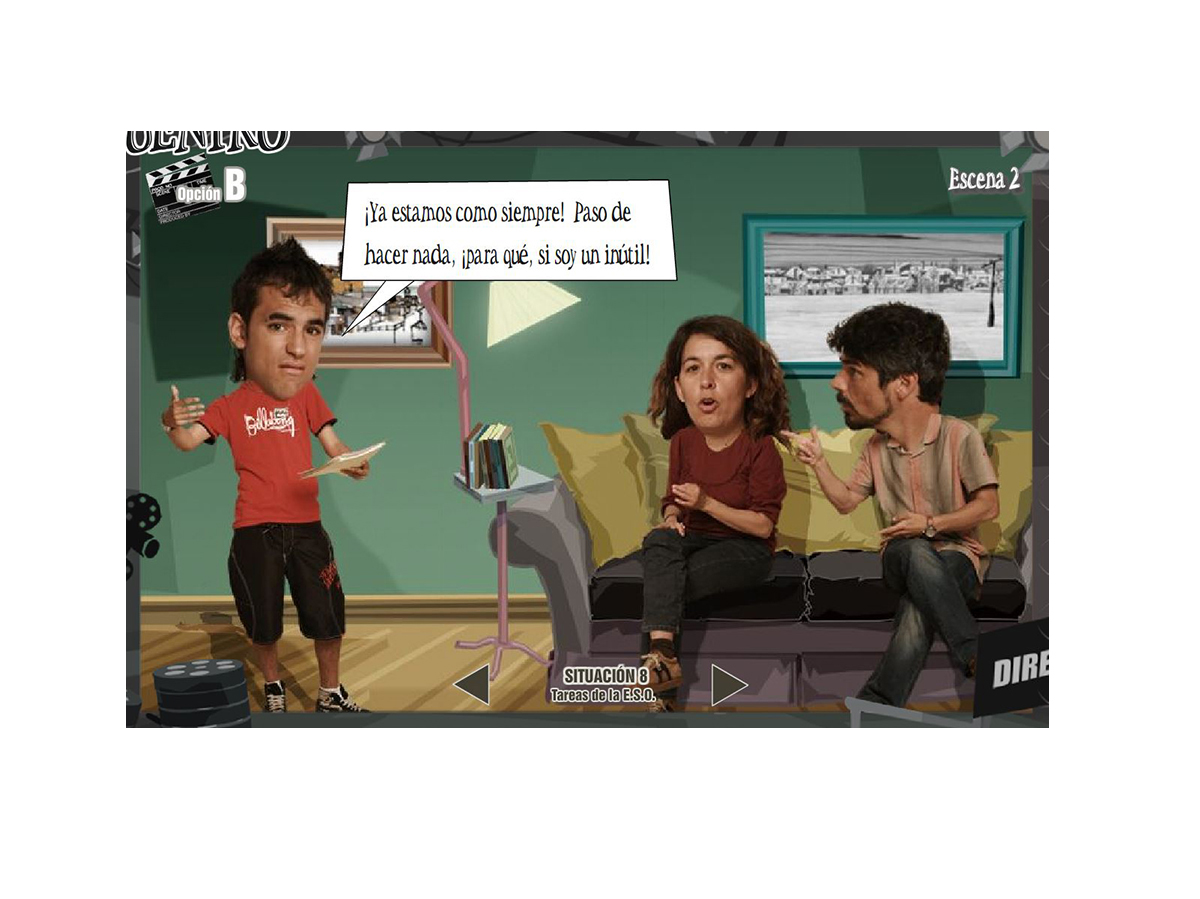 Opción B
Escena 2
¡Ya estamos como siempre! Paso de
hacer nada, ¡para qué, si soy un inútil!
Billabong
SITUACIÓN 8
Tareas de la E.S.O.
DIRE